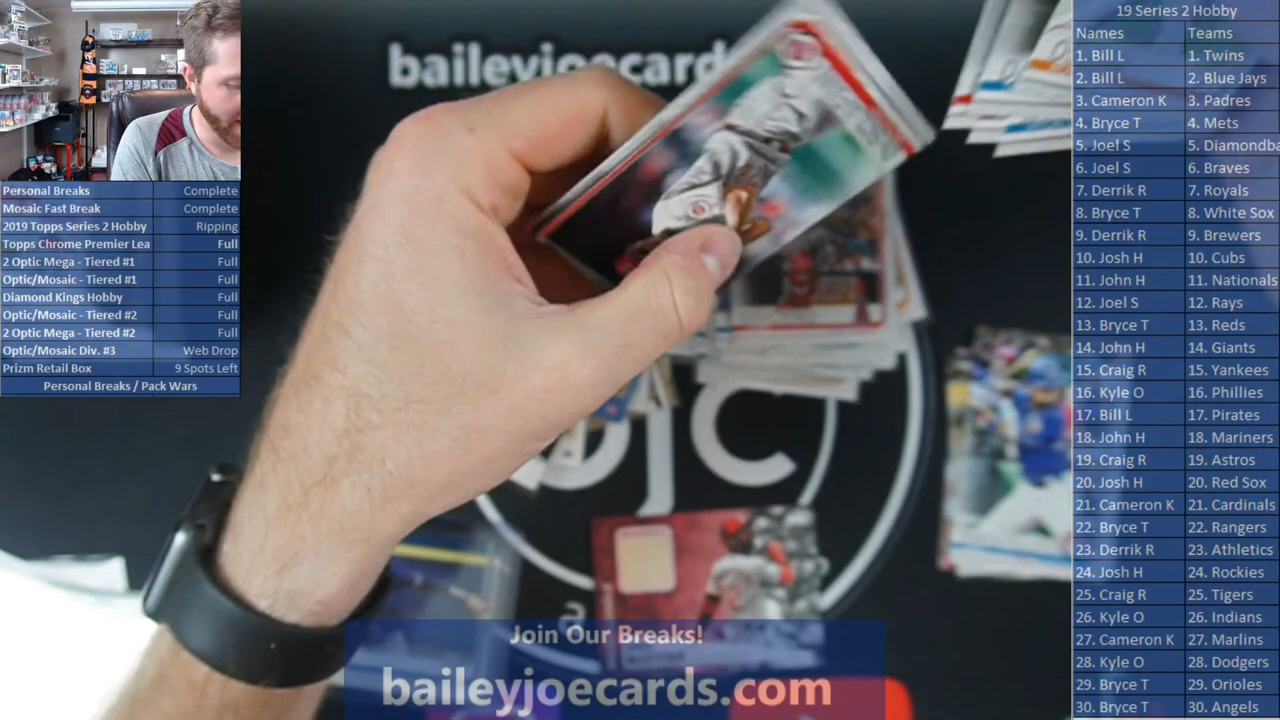 baileyjoecards
19 Series 2 Hobby
Names Teams
1. Bill L 1. Twins
2. Bill L 2. Blue Jays
3. Cameron K 3. Padres
4. Bryce T 4. Mets
5. Joel S 5. Diamondba
6. Joel S 6. Braves
7. Derrik R 7. Royals
8. Bryce T 8. White Sox
9. Derrik R 9. Brewers
10. Josh H 10. Cubs
11. John H 11. Nationals
12. Joel S 12. Rays
13. Bryce T 13. Reds
14. John H 14. Giants
15. Craig R 15. Yankees
16. Kyle O 16. Phillies
17. Bill L 17. Pirates
18. John H 18. Mariners
19. Craig R 19. Astros
20. Josh H 20. Red Sox
21. Cameron K 21. Cardinals
22. Bryce T 22. Rangers
23. Derrik R 23. Athletics
24. Josh H 24. Rockies
25. Craig R 25. Tigers
26. Kyle O 26. Indians
27. Cameron K 27. Marlins
28. Kyle O 28. Dodgers
29. Bryce T 29. Orioles
30. Bryce T 30. Angels
Personal Breaks Complete
Mosaic Fast Break Complete
2019 Topps Series 2 Hobby Ripping
Topps Chrome Premier Lea Full
2 Optic Mega - Tiered #1 Full
Optic/Mosaic - Tiered #1 Full
Diamond Kings Hobby Full
Optic/Mosaic - Tiered #2 Full
2 Optic Mega - Tiered #2 Full
Optic/Mosaic Div. #3 Web Drop
Prizm Retail Box 9 Spots Left
Personal Breaks / Pack Wars
bjc
Join Our Breaks!
baileyjoecards.com